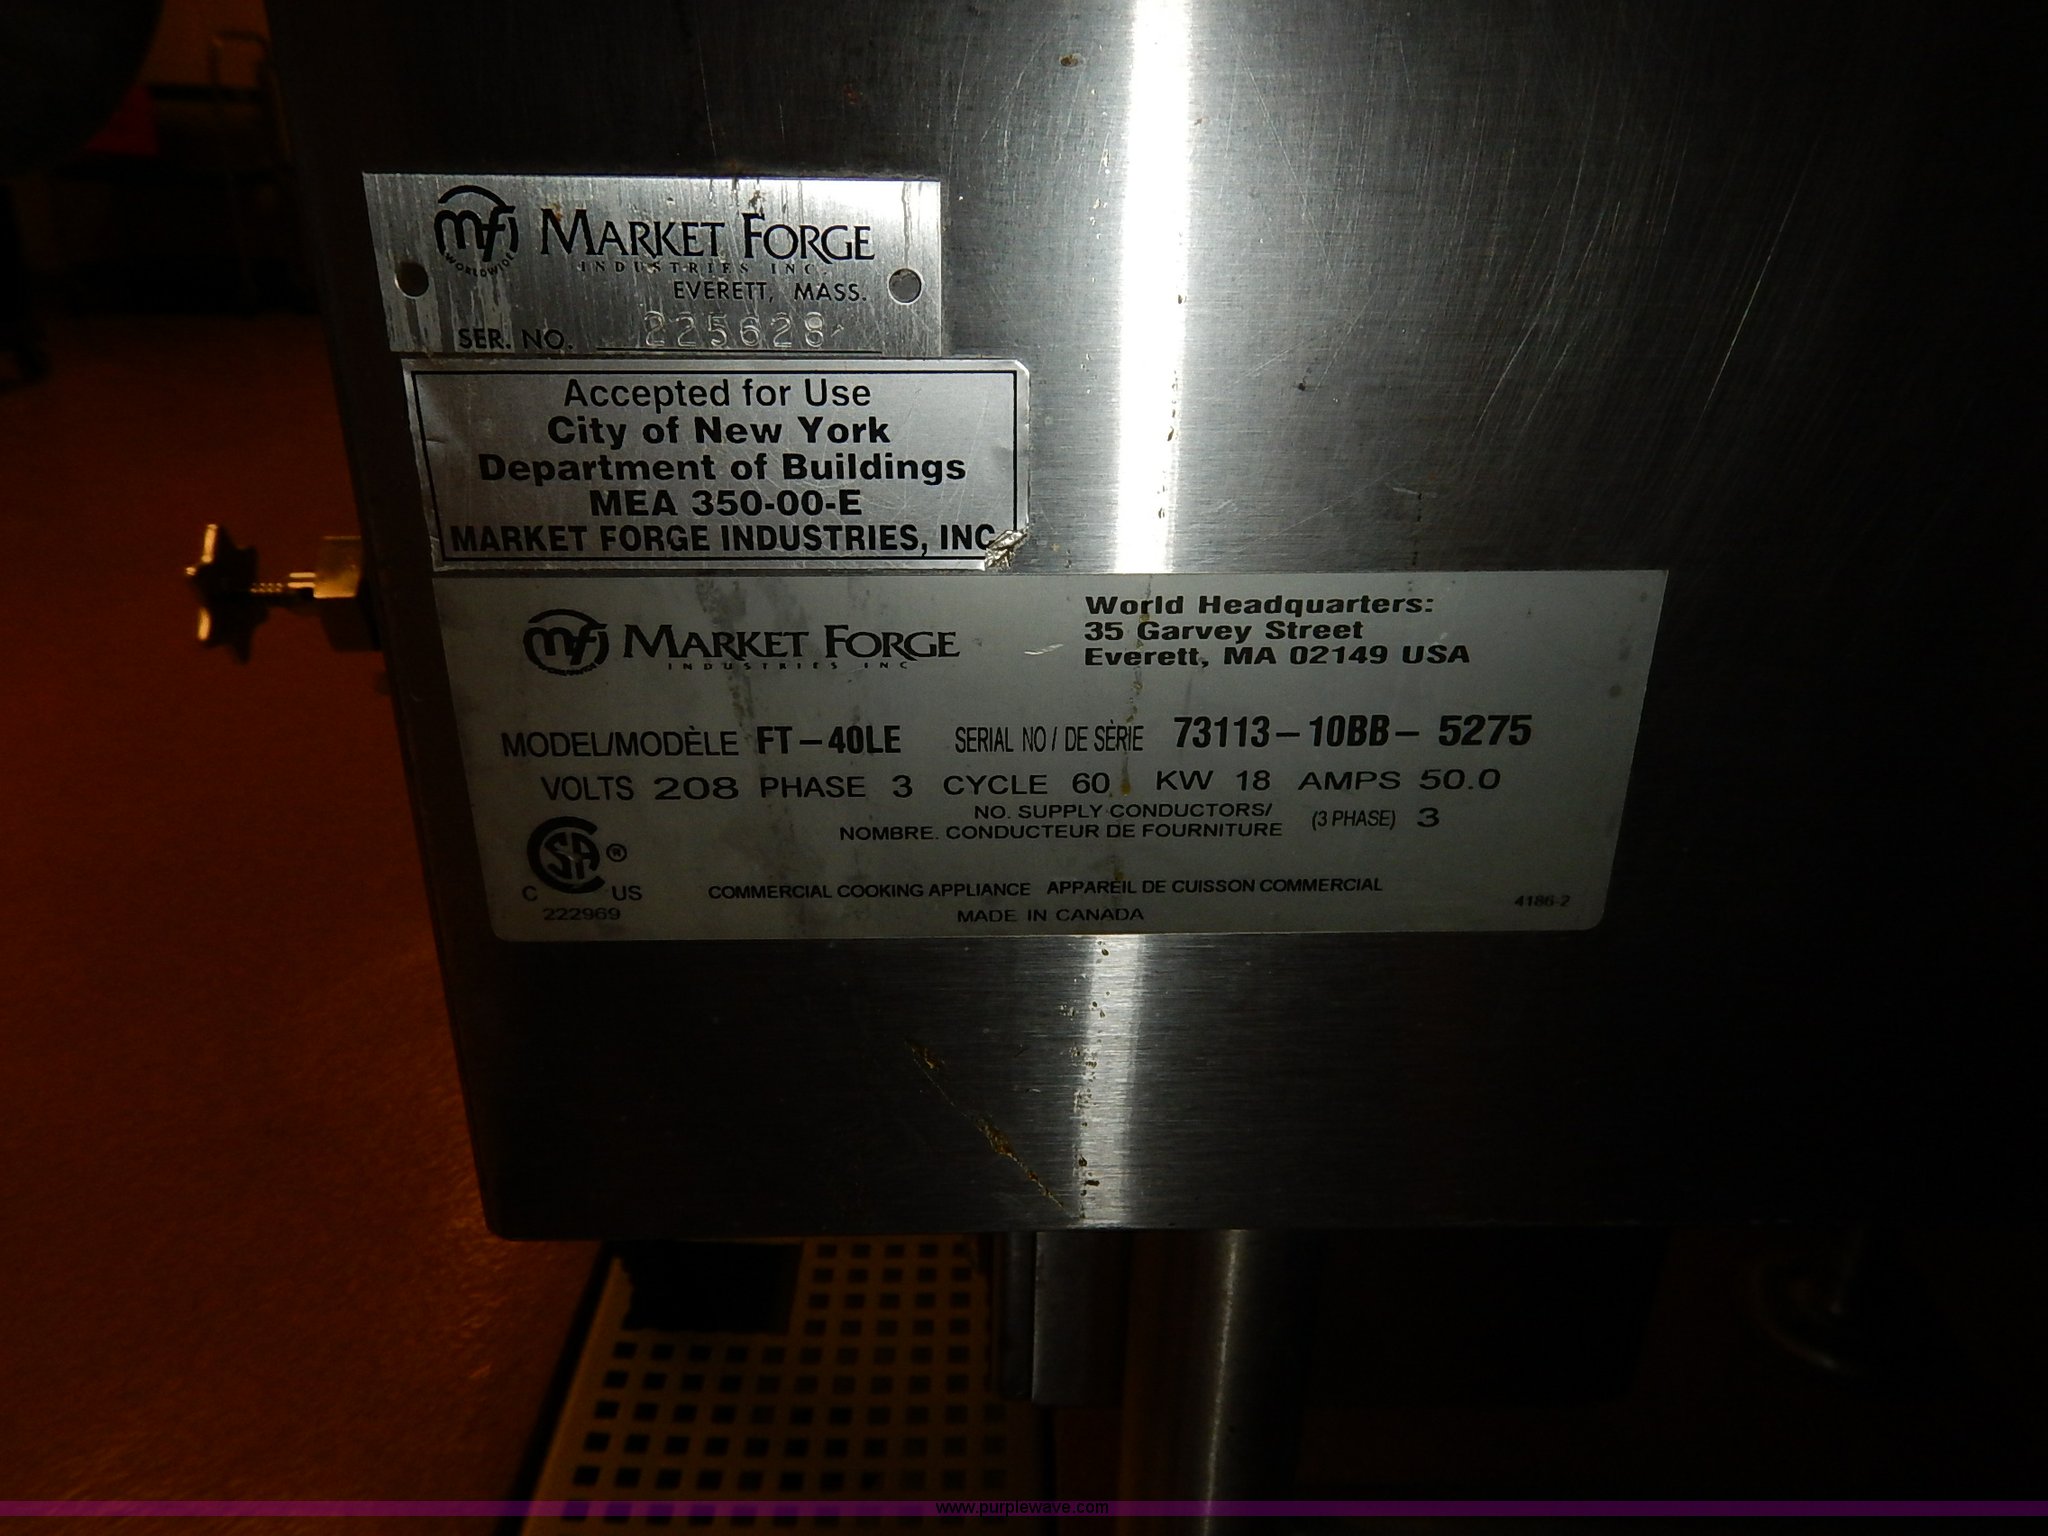 mfi MARKET FORGE
WORLDWIDE INDUSTRIES INC.
EVERETT, MASS.
SER. NO. 225628
Accepted for Use
City of New York
Department of Buildings
MEA 350-00-E
MARKET FORGE INDUSTRIES, INC
mfi MARKET FORGE
INDUSTRIES INC
World Headquarters:
35 Garvey Street
Everett, MA 02149 USA
MODEL/MODÈLE FT-40LE SERIAL NO / DE SÈRIE 73113-10BB-5275
VOLTS 208 PHASE 3 CYCLE 60 KW 18 AMPS 50.0
NO. SUPPLY CONDUCTORS/
NOMBRE. CONDUCTEUR DE FOURNITURE (3 PHASE) 3
CSA ®
C US
222969
COMMERCIAL COOKING APPLIANCE APPAREIL DE CUISSON COMMERCIAL
MADE IN CANADA
4186-2
www.purplewave.com